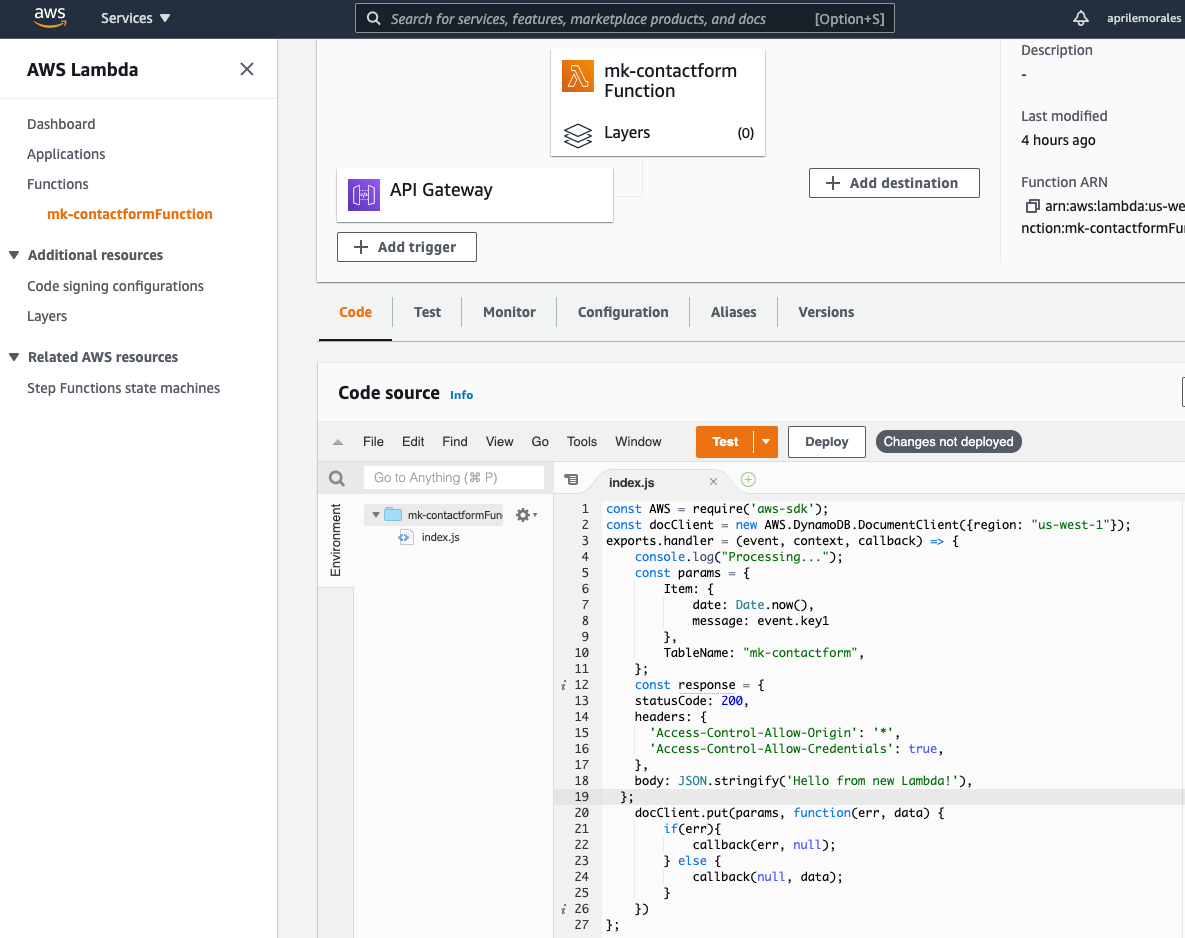 aws Services ▼ Search for services, features, marketplace products, and docs [Option+S] aprilemorales
AWS Lambda
Dashboard
Applications
Functions
mk-contactformFunction
Additional resources
Code signing configurations
Layers
Related AWS resources
Step Functions state machines
mk-contactform
Function
Layers (0)
API Gateway
+ Add trigger
+ Add destination
Description
-
Last modified
4 hours ago
Function ARN
arn:aws:lambda:us-we
nction:mk-contactformFu
Code Test Monitor Configuration Aliases Versions
Code source Info
File Edit Find View Go Tools Window Test Deploy Changes not deployed
Go to Anything (⌘ P)
index.js
Environment
mk-contactformFun
index.js
1 const AWS = require('aws-sdk');
2 const docClient = new AWS.DynamoDB.DocumentClient({region: "us-west-1"});
3 exports.handler = (event, context, callback) => {
4 console.log("Processing...");
5 const params = {
6 Item: {
7 date: Date.now(),
8 message: event.key1
9 },
10 TableName: "mk-contactform",
11 };
i 12 const response = {
13 statusCode: 200,
14 headers: {
15 'Access-Control-Allow-Origin': '*',
16 'Access-Control-Allow-Credentials': true,
17 },
18 body: JSON.stringify('Hello from new Lambda!'),
19 };
20 docClient.put(params, function(err, data) {
21 if(err){
22 callback(err, null);
23 } else {
24 callback(null, data);
25 }
i 26 })
27 };